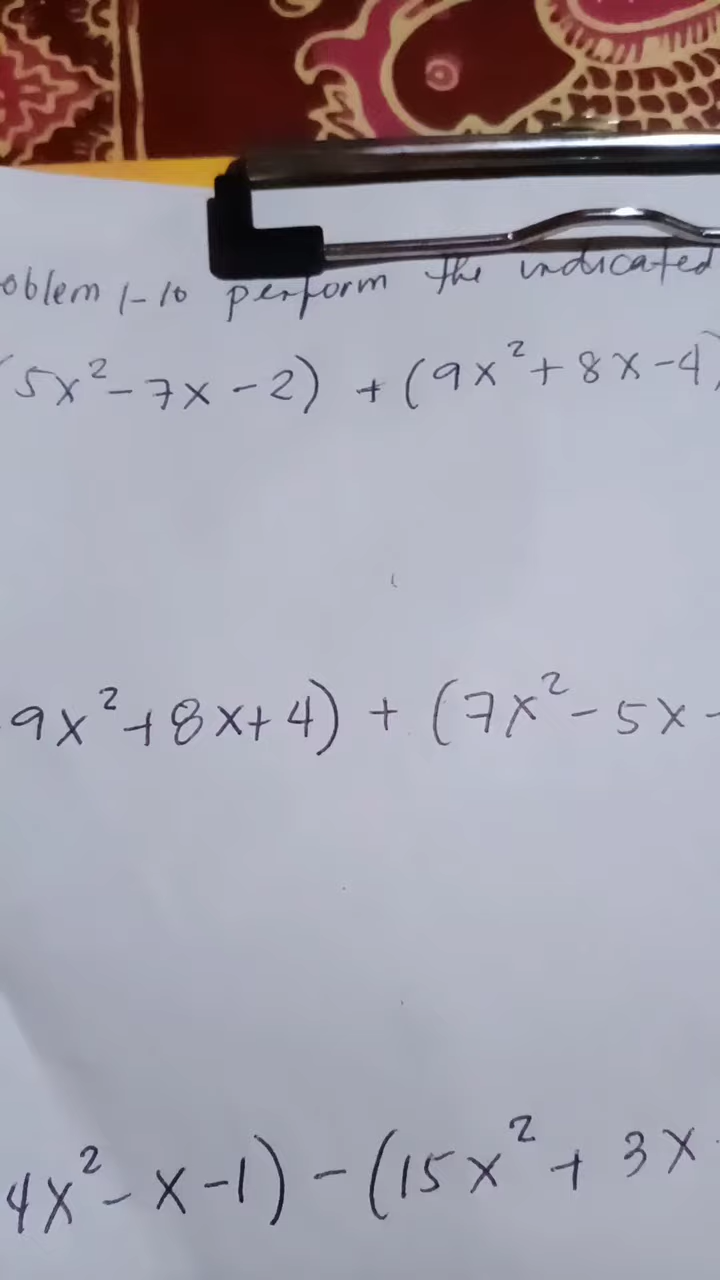 oblem 1-10 perform the indicated
(5x²-7x-2) + (9x²+8x-4)
9x²+8x+4) + (7x²-5x-
4x²-x-1) - (15x²+3x